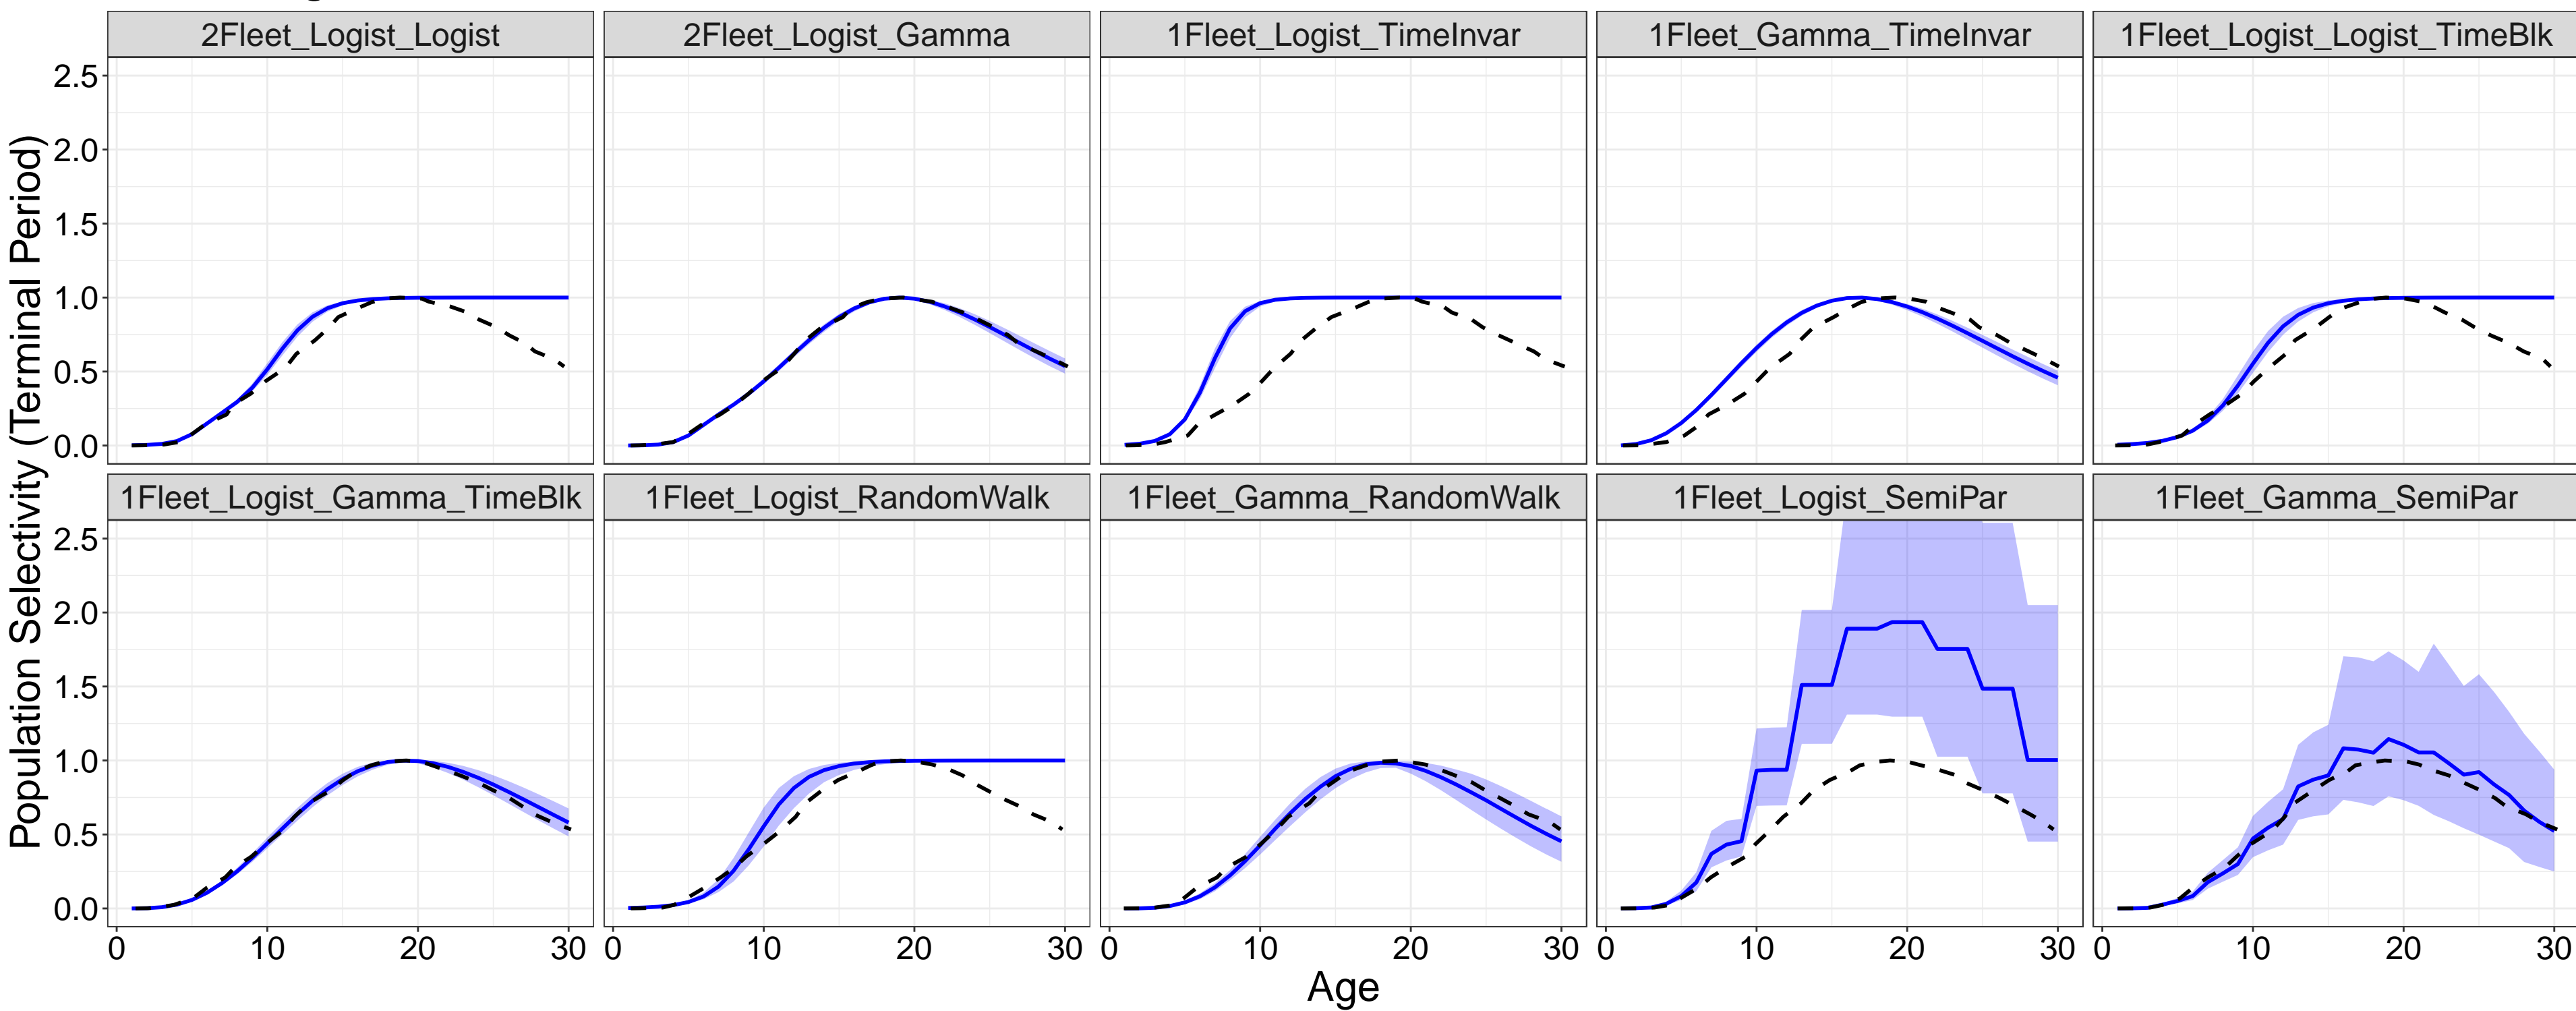 2Fleet_Logist_Logist 2Fleet_Logist_Gamma 1Fleet_Logist_TimeInvar 1Fleet_Gamma_TimeInvar 1Fleet_Logist_Logist_TimeBlk
2.5
2.0
1.5
1.0
0.5
0.0
1Fleet_Logist_Gamma_TimeBlk 1Fleet_Logist_RandomWalk 1Fleet_Gamma_RandomWalk 1Fleet_Logist_SemiPar 1Fleet_Gamma_SemiPar
2.5
2.0
1.5
1.0
0.5
0.0
0 10 20 30 0 10 20 30 0 10 20 30 0 10 20 30 0 10 20 30
Age
Population Selectivity (Terminal Period)